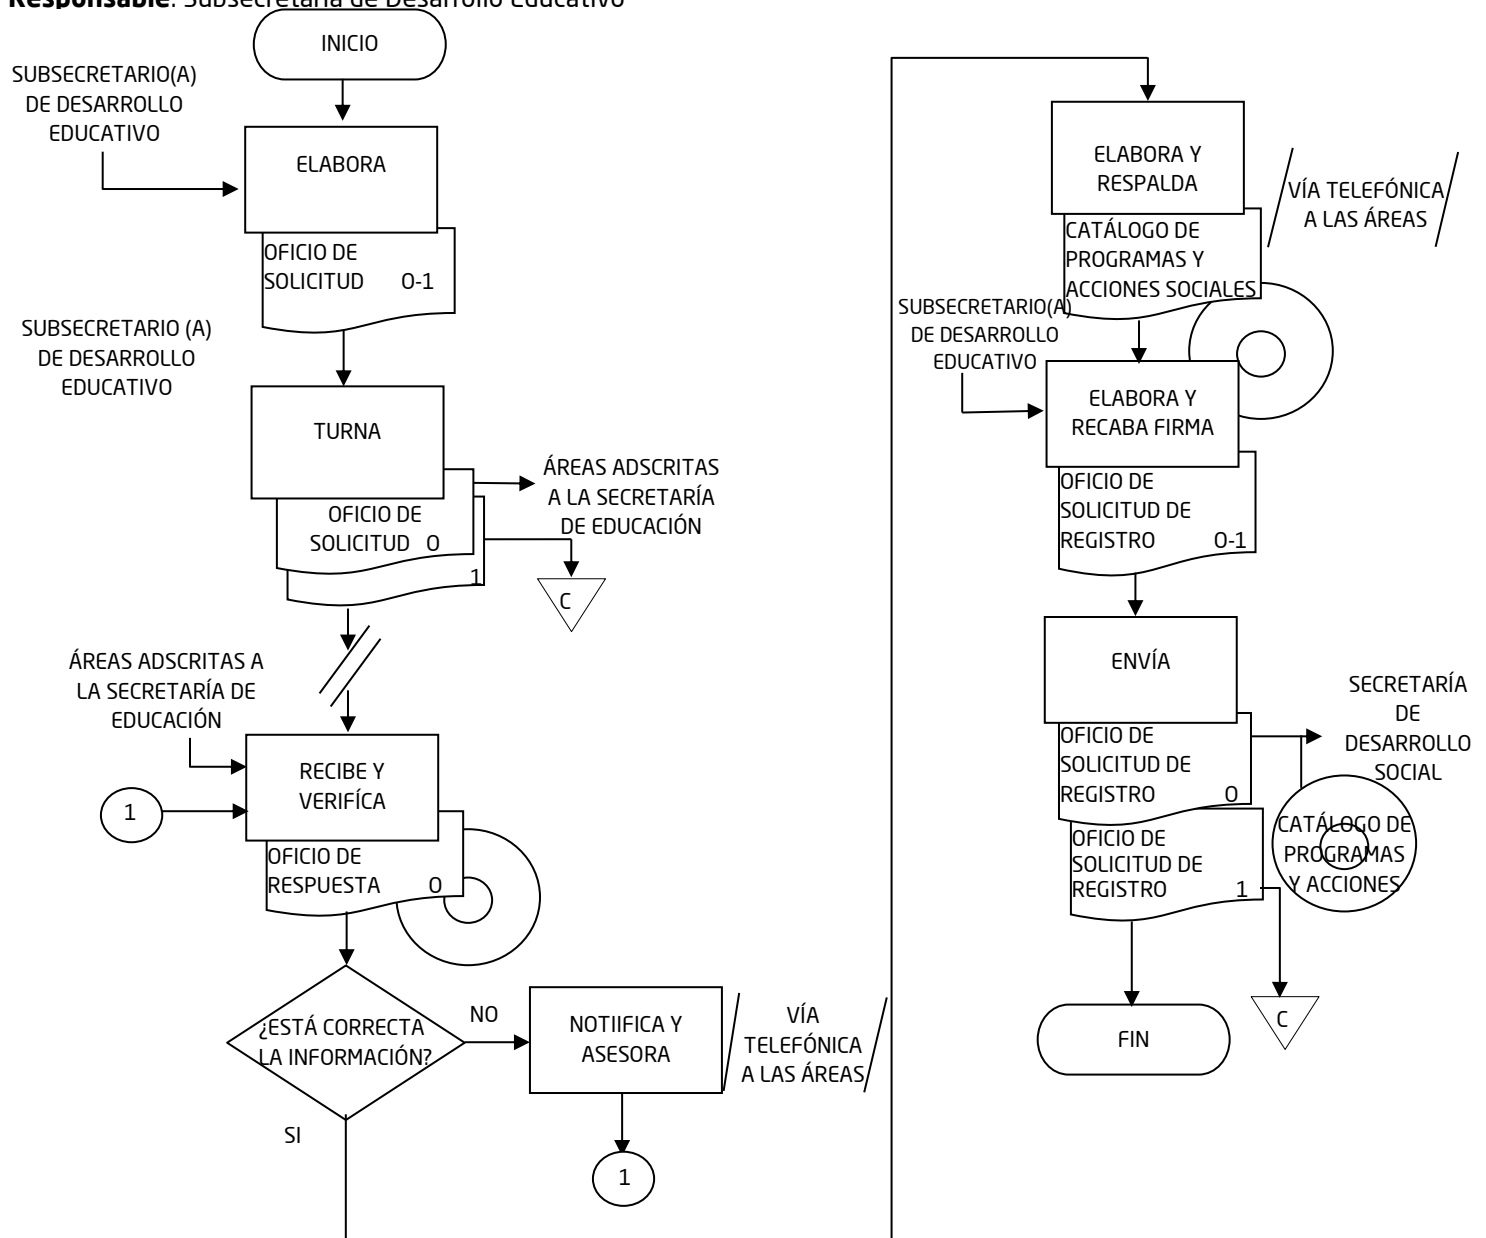 Responsable: Subsecretaría de Desarrollo Educativo
INICIO
SUBSECRETARIO(A)
DE DESARROLLO
EDUCATIVO
ELABORA
OFICIO DE
SOLICITUD 0-1
SUBSECRETARIO (A)
DE DESARROLLO
EDUCATIVO
TURNA
OFICIO DE
SOLICITUD 0
1
ÁREAS ADSCRITAS
A LA SECRETARÍA
DE EDUCACIÓN
C
ÁREAS ADSCRITAS A
LA SECRETARÍA DE
EDUCACIÓN
RECIBE Y
VERIFÍCA
1
OFICIO DE
RESPUESTA 0
¿ESTÁ CORRECTA
LA INFORMACIÓN?
NO
SI
NOTIIFICA Y
ASESORA
VÍA
TELEFÓNICA
A LAS ÁREAS
1
ELABORA Y
RESPALDA
VÍA TELEFÓNICA
A LAS ÁREAS
CATÁLOGO DE
PROGRAMAS Y
ACCIONES SOCIALES
SUBSECRETARIO(A)
DE DESARROLLO
EDUCATIVO
ELABORA Y
RECABA FIRMA
OFICIO DE
SOLICITUD DE
REGISTRO 0-1
ENVÍA
OFICIO DE
SOLICITUD DE
REGISTRO 0
SECRETARÍA
DE
DESARROLLO
SOCIAL
CATÁLOGO DE
PROGRAMAS
Y ACCIONES
OFICIO DE
SOLICITUD DE
REGISTRO 1
C
FIN